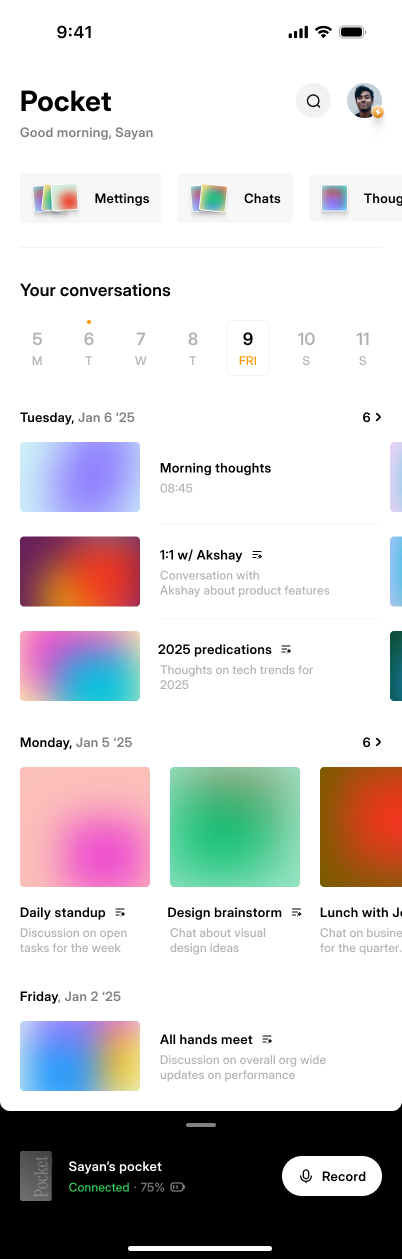 9:41
Pocket
Good morning, Sayan
Mettings
Chats
Thoug
Your conversations
5 6 7 8 9 10 11
M T W T FRI S S
Tuesday, Jan 6 ‘25
6
Morning thoughts
08:45
1:1 w/ Akshay
Conversation with
Akshay about product features
2025 predications
Thoughts on tech trends for
2025
Monday, Jan 5 ‘25
6
Daily standup
Discussion on open
tasks for the week
Design brainstorm
Chat about visual
design ideas
Lunch with Je
Chat on busine
for the quarter.
Friday, Jan 2 ‘25
All hands meet
Discussion on overall org wide
updates on performance
Pocket
Sayan’s pocket
Connected · 75%
Record